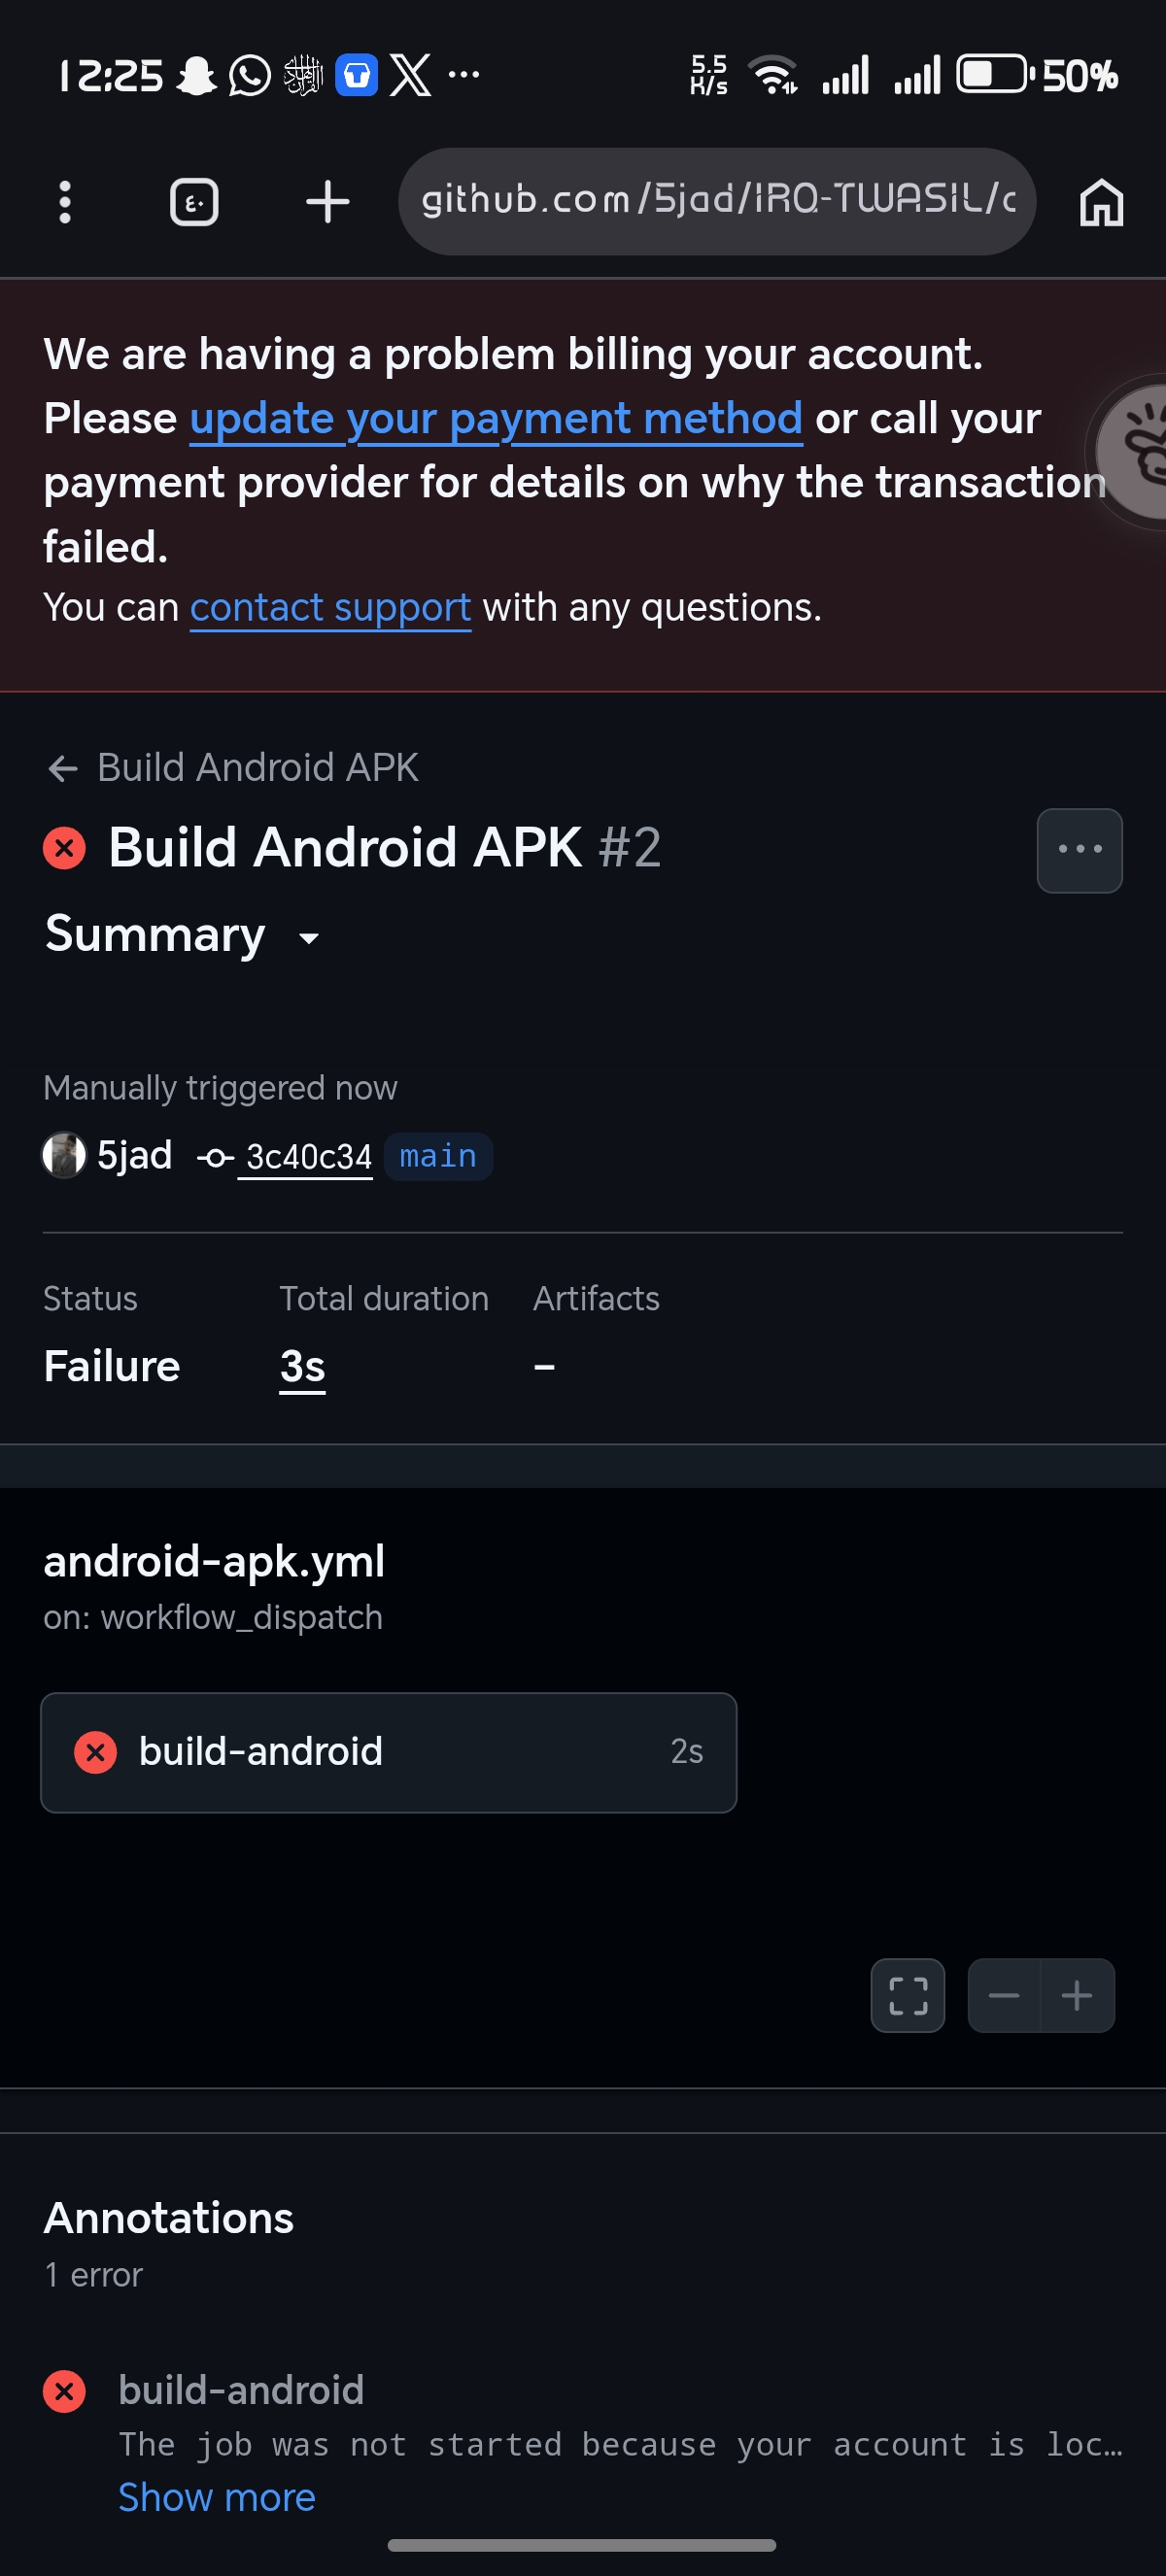 12:25
5.5 K/s
50%
٤٠
github.com/5jad/IRQ-TWASIL/
We are having a problem billing your account.
Please update your payment method or call your
payment provider for details on why the transaction
failed.
You can contact support with any questions.
Build Android APK
Build Android APK #2
Summary
Manually triggered now
5jad 3c40c34 main
Status Total duration Artifacts
Failure 3s –
android-apk.yml
on: workflow_dispatch
build-android 2s
Annotations
1 error
build-android
The job was not started because your account is loc…
Show more